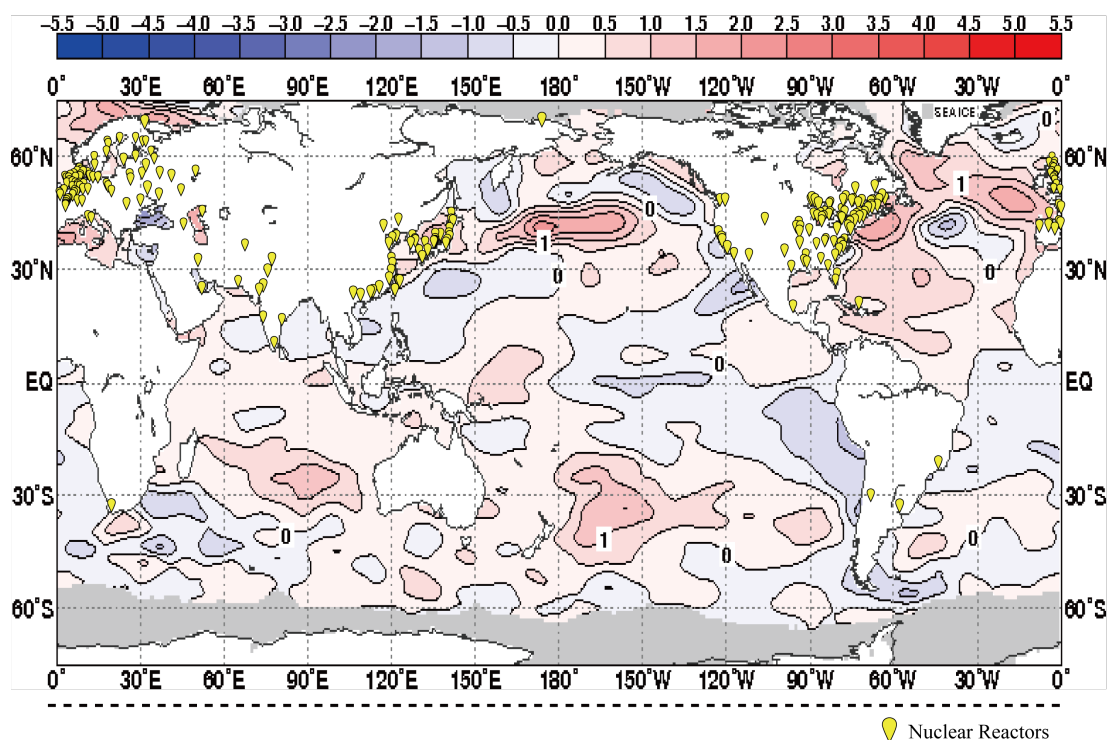 −5.5 −5.0 −4.5 −4.0 −3.5 −3.0 −2.5 −2.0 −1.5 −1.0 −0.5 0.0 0.5 1.0 1.5 2.0 2.5 3.0 3.5 4.0 4.5 5.0 5.5
0° 30°E 60°E 90°E 120°E 150°E 180° 150°W 120°W 90°W 60°W 30°W 0°
SEA ICE 0
60°N 60°N
1
0
1
30°N 0 0 30°N
0
EQ EQ
30°S 30°S
0 1 0
0
60°S 60°S
0° 30°E 60°E 90°E 120°E 150°E 180° 150°W 120°W 90°W 60°W 30°W 0°
Nuclear Reactors